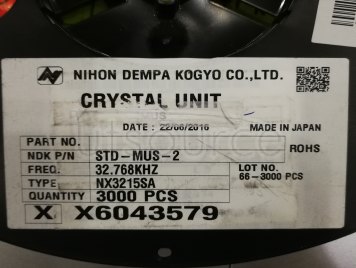 NIHON DEMPA KOGYO CO.,LTD.
CRYSTAL UNIT
DATE : 22/06/2016 MADE IN JAPAN
PART NO. ROHS
NDK P/N STD-MUS-2
FREQ. 32.768KHZ LOT NO.
TYPE NX3215SA 66-3000 PCS
QUANTITY 3000 PCS
X X6043579